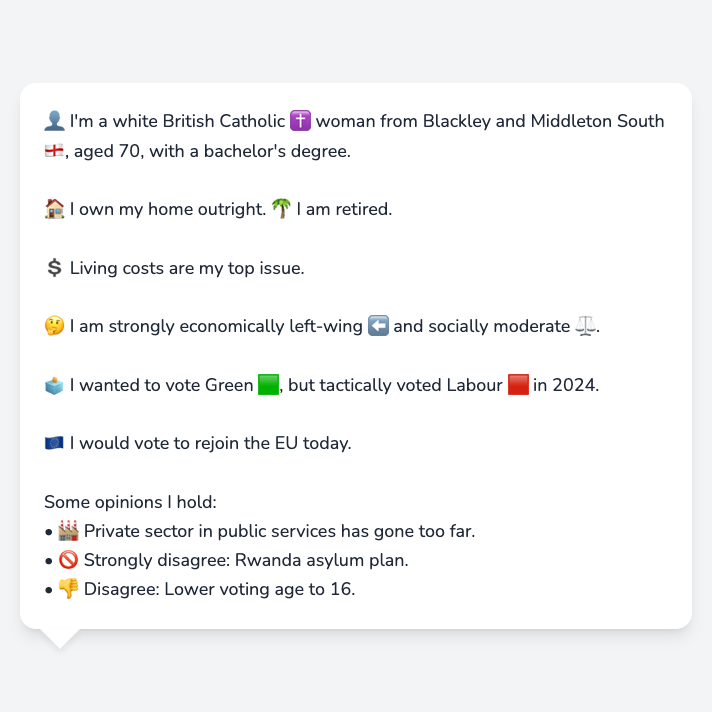 👤 I'm a white British Catholic ✝️ woman from Blackley and Middleton South
🏴󠁧󠁢󠁥󠁮󠁧󠁿, aged 70, with a bachelor's degree.
🏠 I own my home outright. 🌴 I am retired.
💲 Living costs are my top issue.
🤔 I am strongly economically left-wing ⬅️ and socially moderate ⚖️.
🗳️ I wanted to vote Green 🟩, but tactically voted Labour 🟥 in 2024.
🇪🇺 I would vote to rejoin the EU today.
Some opinions I hold:
• 🏭 Private sector in public services has gone too far.
• 🚫 Strongly disagree: Rwanda asylum plan.
• 👎 Disagree: Lower voting age to 16.